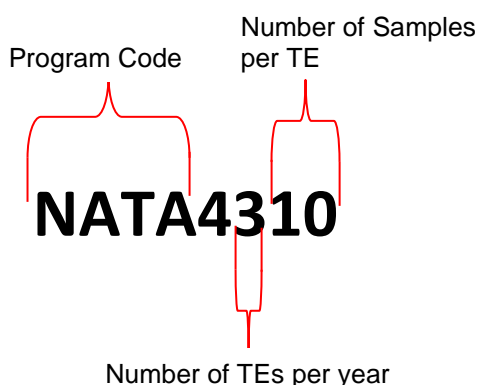 Program Code
Number of Samples
per TE
NATA4310
Number of TEs per year